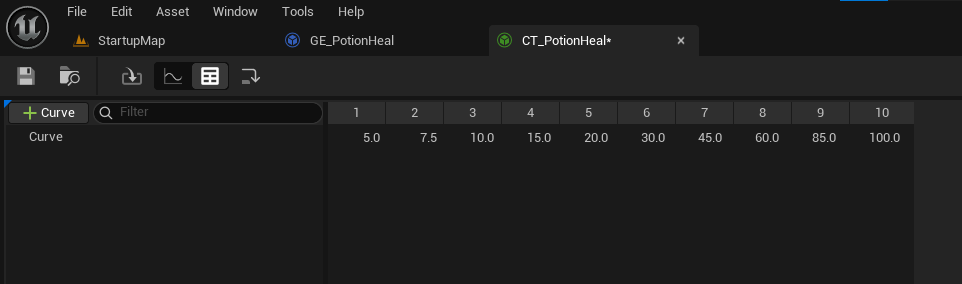 File Edit Asset Window Tools Help
StartupMap GE_PotionHeal CT_PotionHeal* ×
+ Curve Filter 1 2 3 4 5 6 7 8 9 10
Curve 5.0 7.5 10.0 15.0 20.0 30.0 45.0 60.0 85.0 100.0